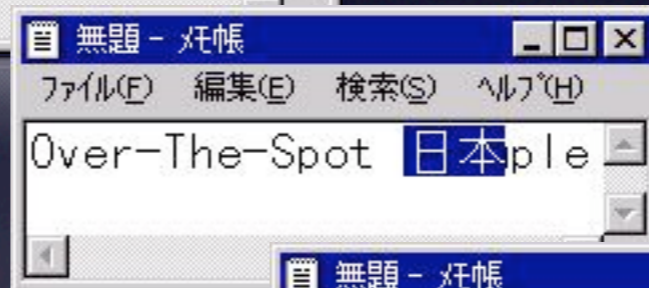 無題 - メモ帳
ファイル(F) 編集(E) 検索(S) ヘルプ(H)
Over-The-Spot 日本ple
無題 - メモ帳